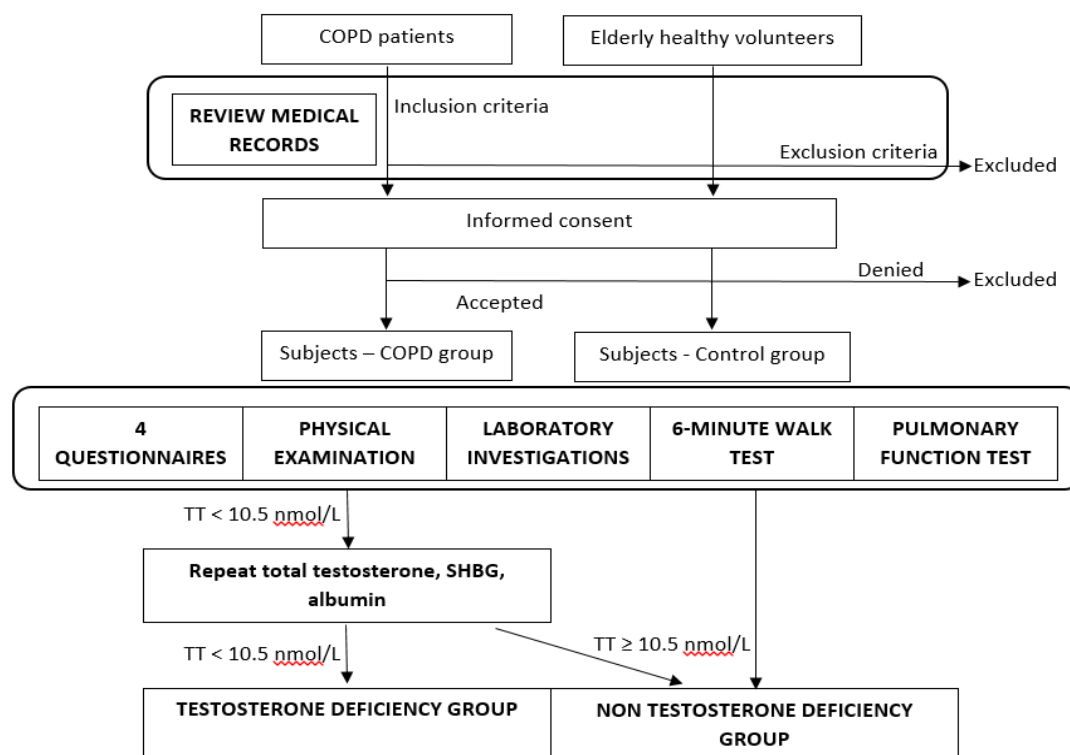 COPD patients
Elderly healthy volunteers
Inclusion criteria
REVIEW MEDICAL
RECORDS
Exclusion criteria
Excluded
Informed consent
Denied
Excluded
Accepted
Subjects – COPD group
Subjects - Control group
4
QUESTIONNAIRES
PHYSICAL
EXAMINATION
LABORATORY
INVESTIGATIONS
6-MINUTE WALK
TEST
PULMONARY
FUNCTION TEST
TT < 10.5 nmol/L
Repeat total testosterone, SHBG,
albumin
TT < 10.5 nmol/L
TT ≥ 10.5 nmol/L
TESTOSTERONE DEFICIENCY GROUP
NON TESTOSTERONE DEFICIENCY
GROUP